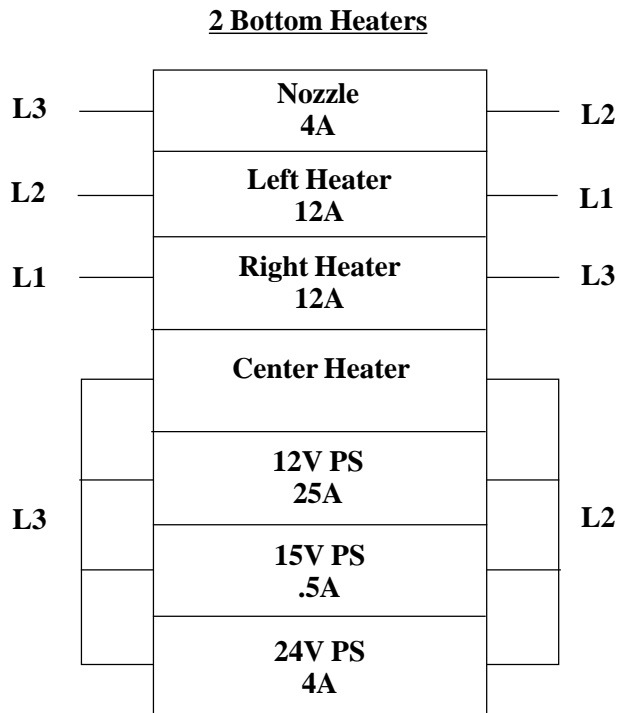 2 Bottom Heaters
L3
Nozzle
4A
L2
L2
Left Heater
12A
L1
L1
Right Heater
12A
L3
Center Heater
12V PS
25A
L3
L2
15V PS
.5A
24V PS
4A